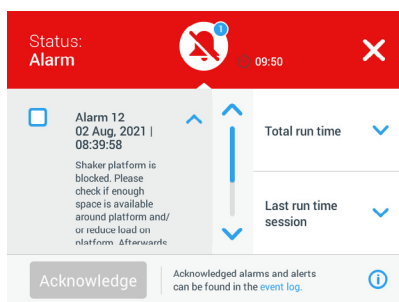 Status:
Alarm
1
09:50
Alarm 12
02 Aug, 2021 |
08:39:58
Shaker platform is
blocked. Please
check if enough
space is available
around platform and/
or reduce load on
platform. Afterwards
Total run time
Last run time
session
Acknowledge
Acknowledged alarms and alerts
can be found in the event log.